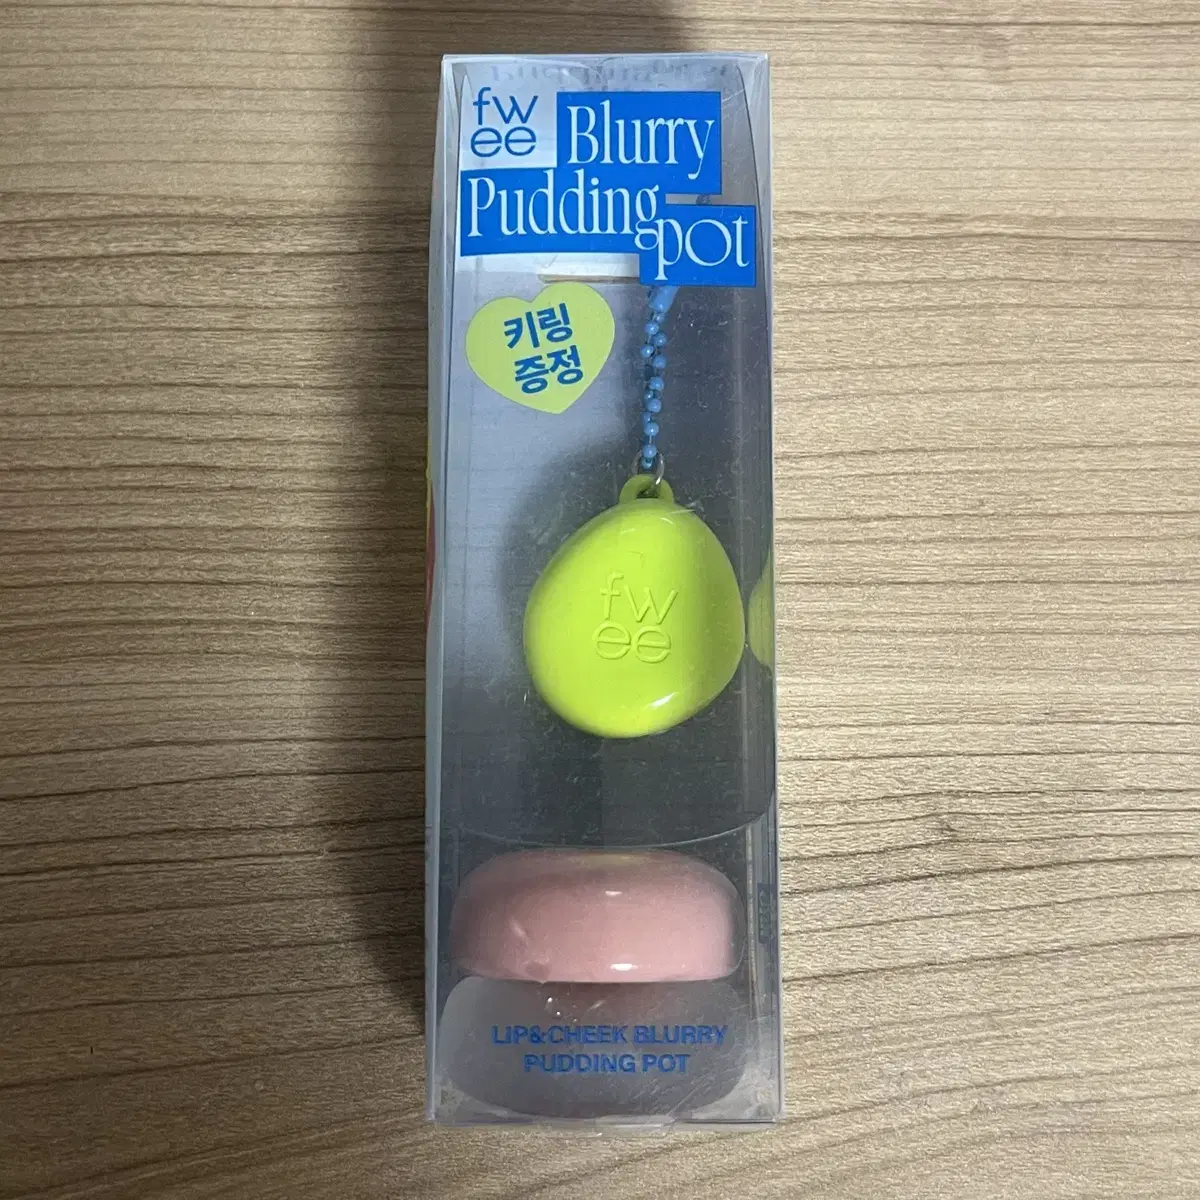 fw
ee
Blurry
Pudding
pot
키링
증정
fw
ee
LIP&CHEEK BLURRY
PUDDING POT